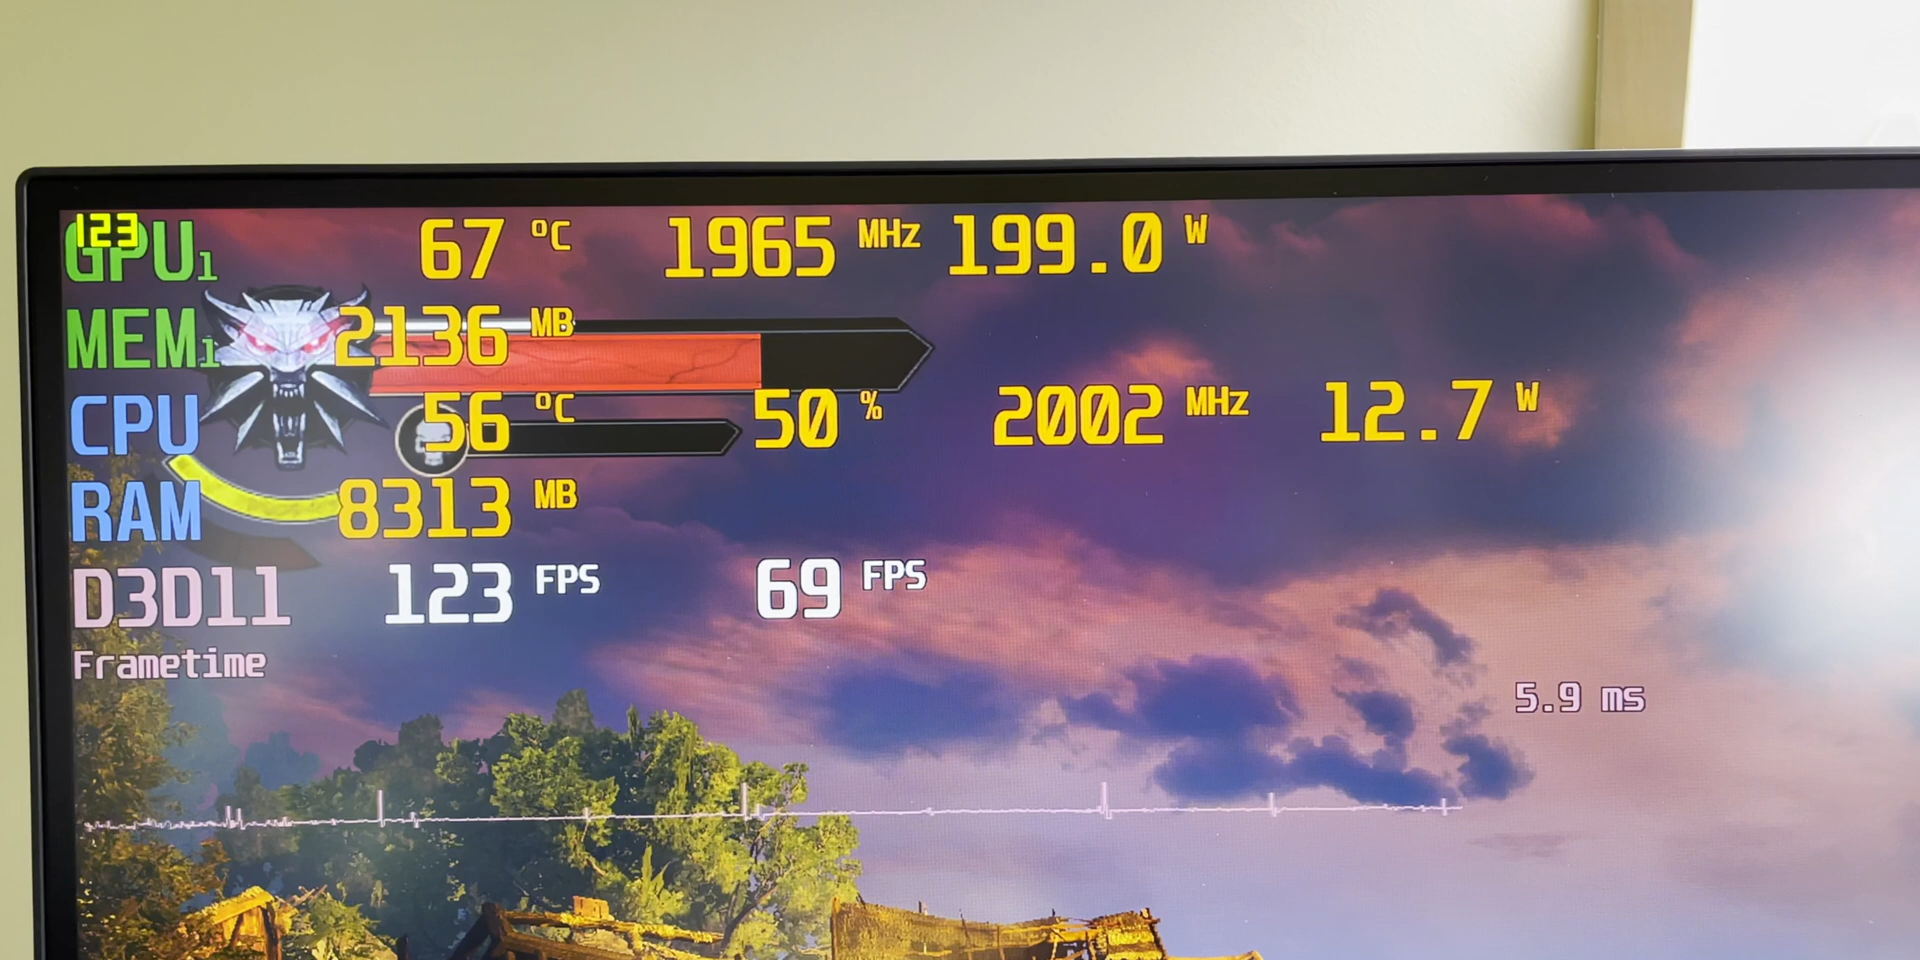 123
GPU1 67 °C 1965 MHz 199.0 W
MEM1 2136 MB
CPU 56 °C 50 % 2002 MHz 12.7 W
RAM 8313 MB
D3D11 123 FPS 69 FPS
Frametime
5.9 ms